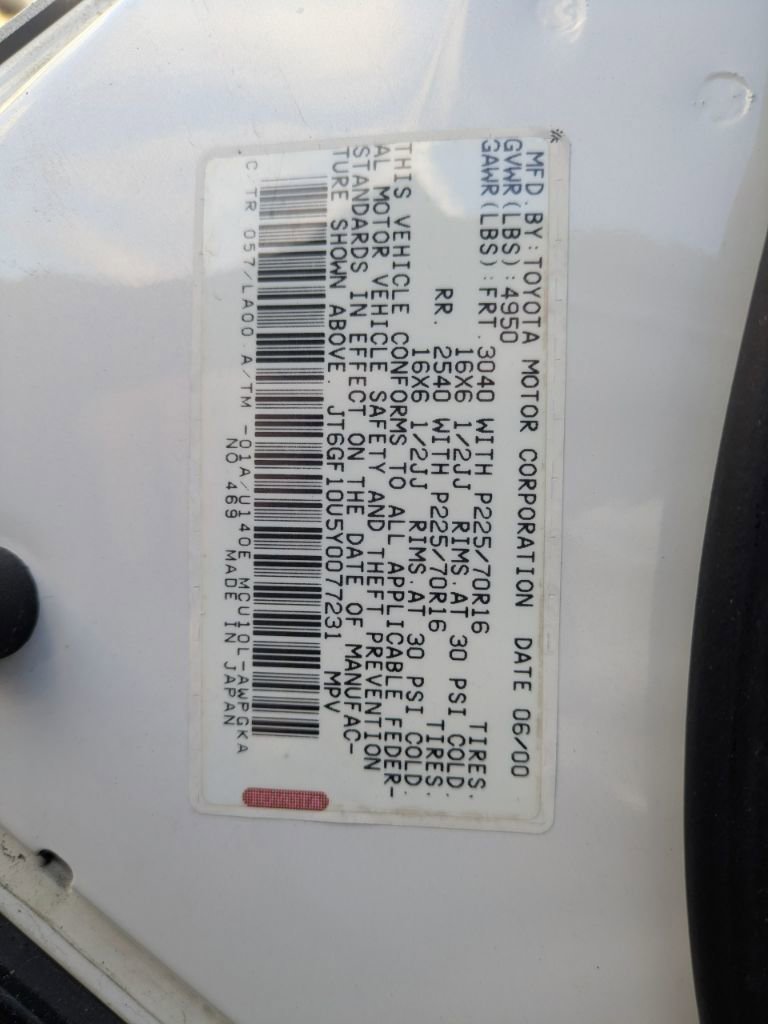 MFD. BY: TOYOTA MOTOR CORPORATION DATE 06/00
GVWR(LBS): 4950
GAWR(LBS): FRT. 3040 WITH P225/70R16 TIRES.
16X6 1/2JJ RIMS. AT 30 PSI COLD.
RR. 2540 WITH P225/70R16 TIRES.
16X6 1/2JJ RIMS. AT 30 PSI COLD.
THIS VEHICLE CONFORMS TO ALL APPLICABLE FEDER-
AL MOTOR VEHICLE SAFETY AND THEFT PREVENTION
STANDARDS IN EFFECT ON THE DATE OF MANUFAC-
TURE SHOWN ABOVE. JT6GF10U5Y0077231 MPV
C/TR 057/LA00 A/TM -01A/U140E MCU10L-AWPGKA
NO 469 MADE IN JAPAN